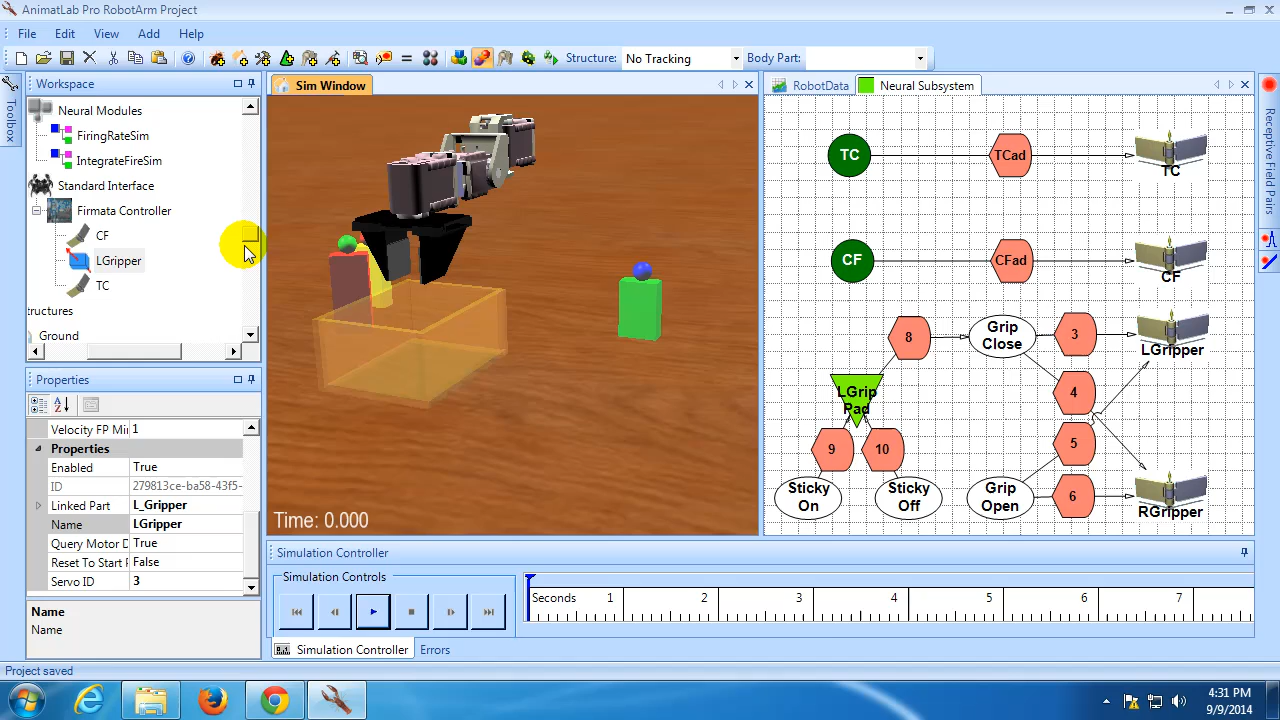 AnimatLab Pro RobotArm Project
File Edit View Add Help
Structure: No Tracking Body Part:
Toolbox
Workspace
Neural Modules
FiringRateSim
IntegrateFireSim
Standard Interface
Firmata Controller
CF
LGripper
TC
ructures
Ground
Properties
Velocity FP Mi 1
Properties
Enabled True
ID 279813ce-ba58-43f5-
Linked Part L_Gripper
Name LGripper
Query Motor D True
Reset To Start False
Servo ID 3
Name
Name
Sim Window
Time: 0.000
RobotData Neural Subsystem
TC TCad TC
CF CFad CF
8 Grip Close 3 LGripper
LGrip Pad 4
9 10 5
Sticky On Sticky Off Grip Open 6 RGripper
Receptive Field Pairs
Simulation Controller
Simulation Controls
Seconds 1 2 3 4 5 6 7
Simulation Controller Errors
Project saved
4:31 PM
9/9/2014